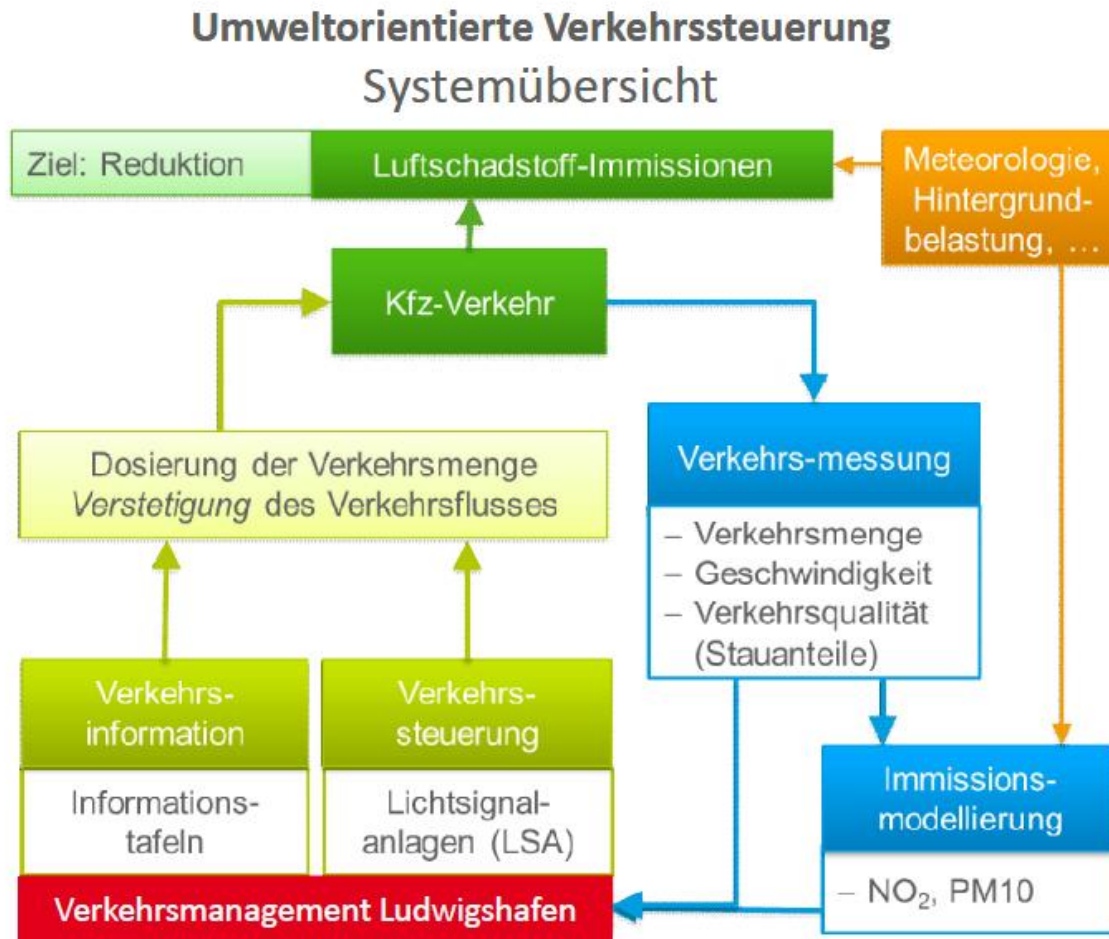 Umweltorientierte Verkehrssteuerung
Systemübersicht
Ziel: Reduktion
Luftschadstoff-Immissionen
Meteorologie,
Hintergrund-
belastung, …
Kfz-Verkehr
Dosierung der Verkehrsmenge
Verstetigung des Verkehrsflusses
Verkehrs-messung
– Verkehrsmenge
– Geschwindigkeit
– Verkehrsqualität
(Stauanteile)
Verkehrs-
information
Informations-
tafeln
Verkehrs-
steuerung
Lichtsignal-
anlagen (LSA)
Immissions-
modellierung
– NO₂, PM10
Verkehrsmanagement Ludwigshafen